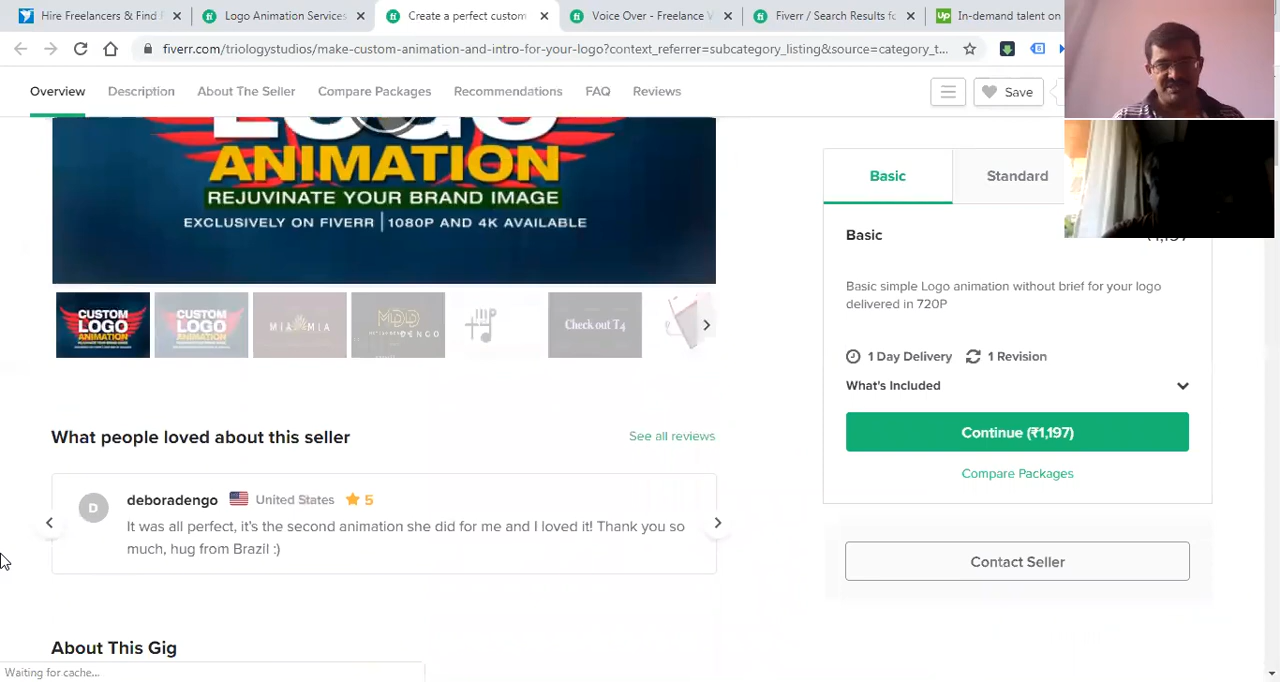 Hire Freelancers & Find
Logo Animation Services
Create a perfect custom
Voice Over - Freelance
Fiverr / Search Results fo
Up In-demand talent on
fiverr.com/triologystudios/make-custom-animation-and-intro-for-your-logo?context_referrer=subcategory_listing&source=category_t...
Overview Description About The Seller Compare Packages Recommendations FAQ Reviews Save
LOGO
ANIMATION
REJUVINATE YOUR BRAND IMAGE
EXCLUSIVELY ON FIVERR | 1080P AND 4K AVAILABLE
CUSTOM
LOGO
ANIMATION
CUSTOM
LOGO
ANIMATION
MIA MIA
Check out T4
What people loved about this seller See all reviews
D deboradengo United States 5
It was all perfect, it's the second animation she did for me and I loved it! Thank you so
much, hug from Brazil :)
About This Gig
Waiting for cache...
Basic Standard
Basic
Basic simple Logo animation without brief for your logo
delivered in 720P
1 Day Delivery 1 Revision
What's Included
Continue (₹1,197)
Compare Packages
Contact Seller